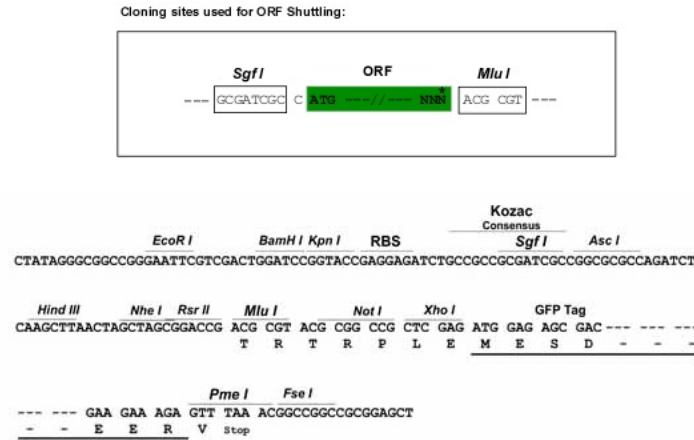 Cloning sites used for ORF Shuttling:
Sgf I ORF Mlu I
--- GCGATCGC C ATG ---//--- NNN* ACG CGT ---
Kozac
Consensus
EcoR I BamH I Kpn I RBS Sgf I Asc I
CTATAGGGCGGCCGGGAATTCGTCGACTGGATCCGGTACCGAGGAGATCTGCCGCCGCGATCGCCGGCGCGCCAGATCT
Hind III Nhe I Rsr II Mlu I Not I Xho I GFP Tag
CAAGCTTAACTAGCTAGCGGACCG ACG CGT ACG CGG CCG CTC GAG ATG GAG AGC GAC--- --- ---
T R T R P L E M E S D - - -
Pme I Fse I
--- --- GAA GAA AGA GTT TAA ACGGCCGGCCGCGGAGCT
- - E E R V Stop